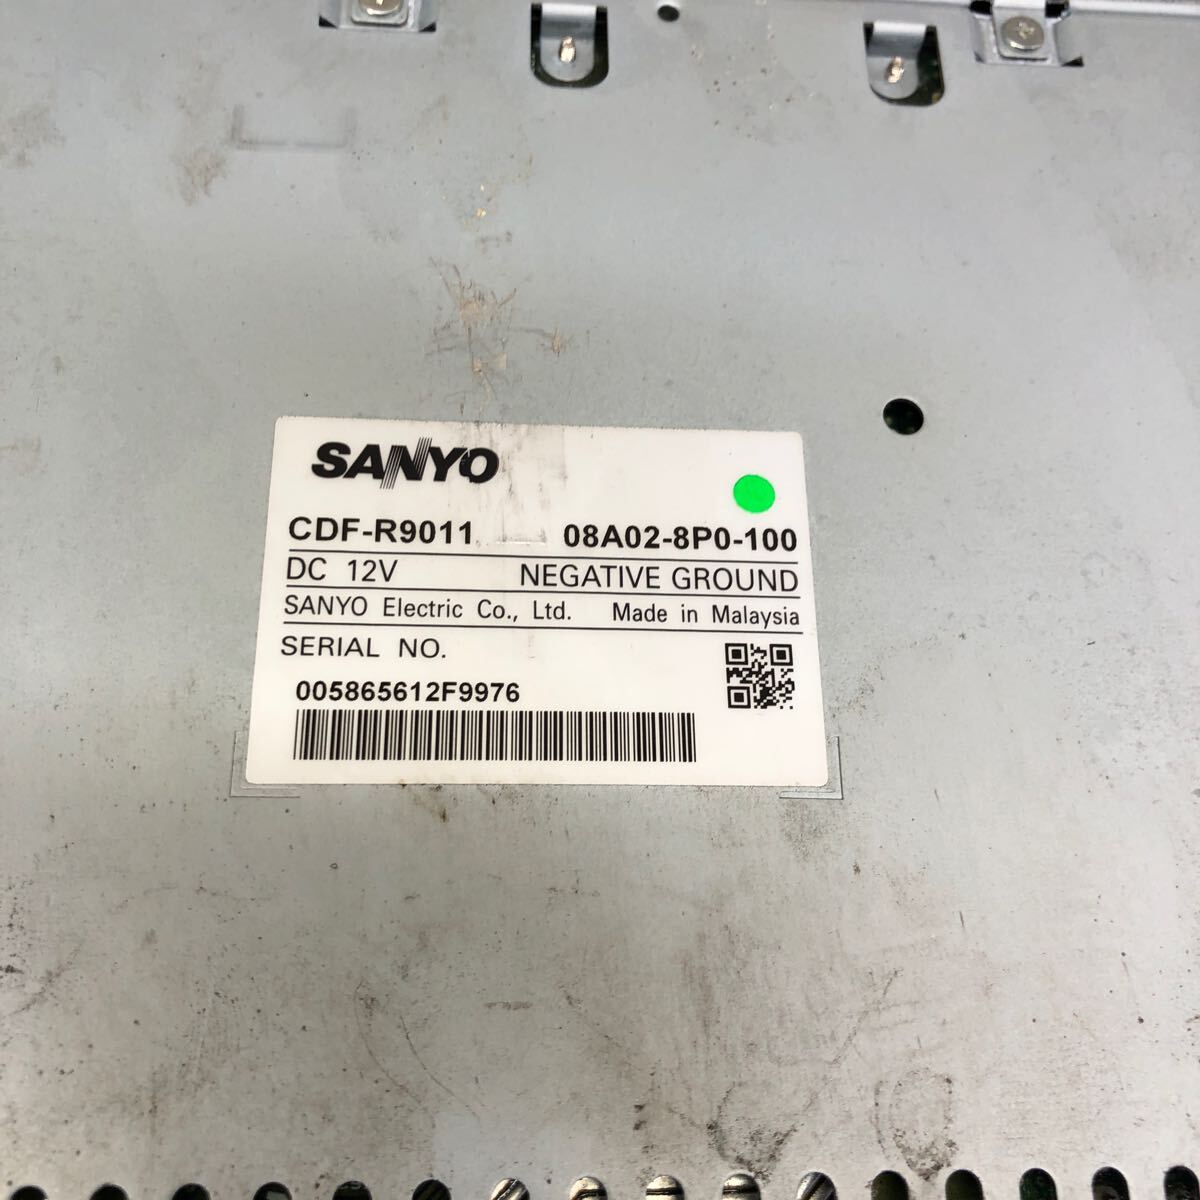 SANYO
CDF-R9011 08A02-8P0-100
DC 12V NEGATIVE GROUND
SANYO Electric Co., Ltd. Made in Malaysia
SERIAL NO.
005865612F9976